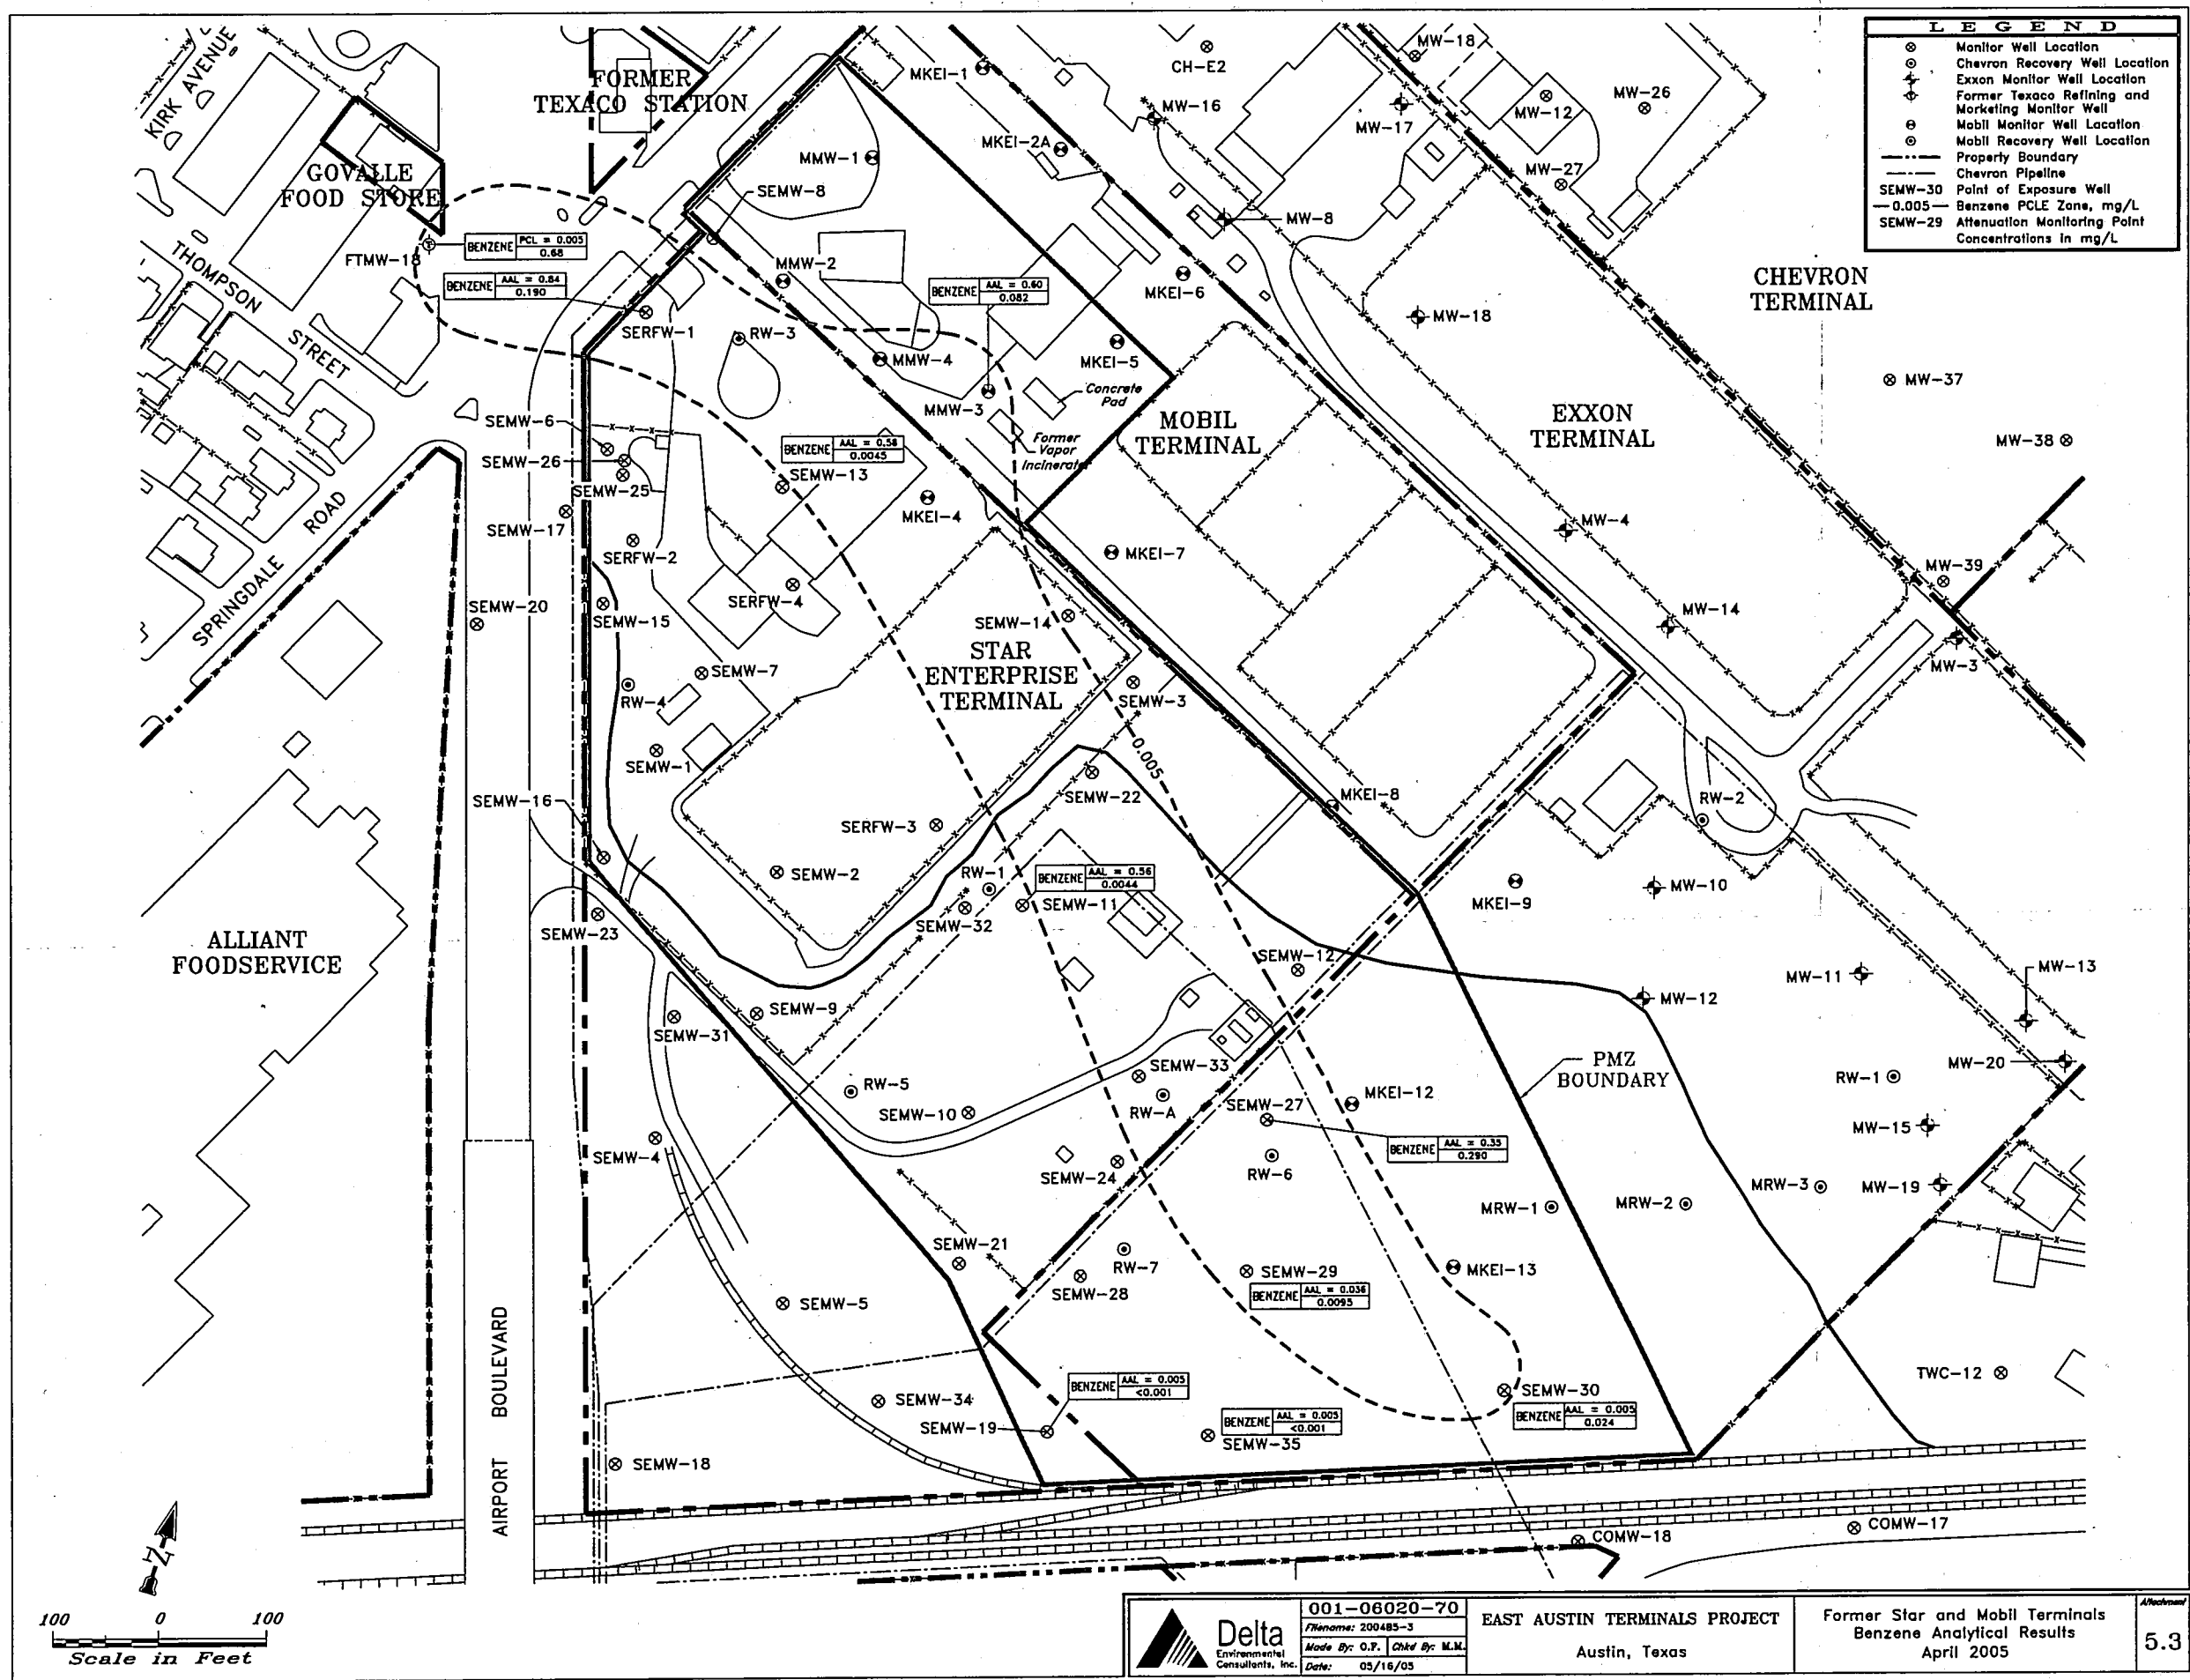 LEGEND
Monitor Well Location
Chevron Recovery Well Location
Exxon Monitor Well Location
Former Texaco Refining and
Marketing Monitor Well
Mobil Monitor Well Location
Mobil Recovery Well Location
Property Boundary
Chevron Pipeline
SEMW-30 Point of Exposure Well
0.005 Benzene PCLE Zone, mg/L
SEMW-29 Attenuation Monitoring Point
Concentrations in mg/L
KIRK AVENUE
FORMER
TEXACO STATION
GOVALLE
FOOD STORE
THOMPSON
STREET
SPRINGDALE
ROAD
ALLIANT
FOODSERVICE
AIRPORT
BOULEVARD
CHEVRON
TERMINAL
EXXON
TERMINAL
MOBIL
TERMINAL
STAR
ENTERPRISE
TERMINAL
PMZ
BOUNDARY
Concrete
Pad
Former
Vapor
Incinerator
0.005
MKEI-1
CH-E2
MW-18
MW-16
MW-17
MW-12
MW-26
MMW-1
MKEI-2A
MW-27
SEMW-8
MW-8
FTMW-18
BENZENE PCL = 0.005
0.68
BENZENE AAL = 0.84
0.190
MMW-2
BENZENE AAL = 0.60
0.082
MKEI-6
SERFW-1
RW-3
MW-18
MMW-4
MKEI-5
MMW-3
MW-37
MW-38
SEMW-6
SEMW-26
SEMW-25
BENZENE AAL = 0.58
0.0045
SEMW-13
SEMW-17
SERFW-2
MKEI-4
MKEI-7
MW-4
MW-39
SEMW-20
SEMW-15
SERFW-4
SEMW-14
MW-14
MW-3
SEMW-7
RW-4
SEMW-3
SEMW-1
SEMW-16
SEMW-22
MKEI-8
RW-2
SERFW-3
SEMW-2
RW-1
BENZENE AAL = 0.56
0.0044
SEMW-11
SEMW-32
MKEI-9
MW-10
SEMW-23
SEMW-12
MW-11
MW-13
SEMW-9
MW-12
SEMW-31
MW-20
SEMW-33
RW-5
RW-A
SEMW-10
SEMW-27
MKEI-12
RW-1
MW-15
BENZENE AAL = 0.35
0.290
SEMW-4
SEMW-24
RW-6
MRW-1
MRW-2
MRW-3
MW-19
SEMW-21
RW-7
SEMW-28
SEMW-29
BENZENE AAL = 0.036
0.0095
MKEI-13
SEMW-5
TWC-12
BENZENE AAL = 0.005
<0.001
SEMW-34
SEMW-19
BENZENE AAL = 0.005
<0.001
SEMW-35
SEMW-30
BENZENE AAL = 0.005
0.024
SEMW-18
COMW-18
COMW-17
N
100 0 100
Scale in Feet
Delta
Environmental
Consultants, Inc.
001-06020-70
Filename: 200485-3
Made By: O.F. Chkd By: M.M.
Date: 05/16/05
EAST AUSTIN TERMINALS PROJECT
Austin, Texas
Former Star and Mobil Terminals
Benzene Analytical Results
April 2005
Attachment
5.3